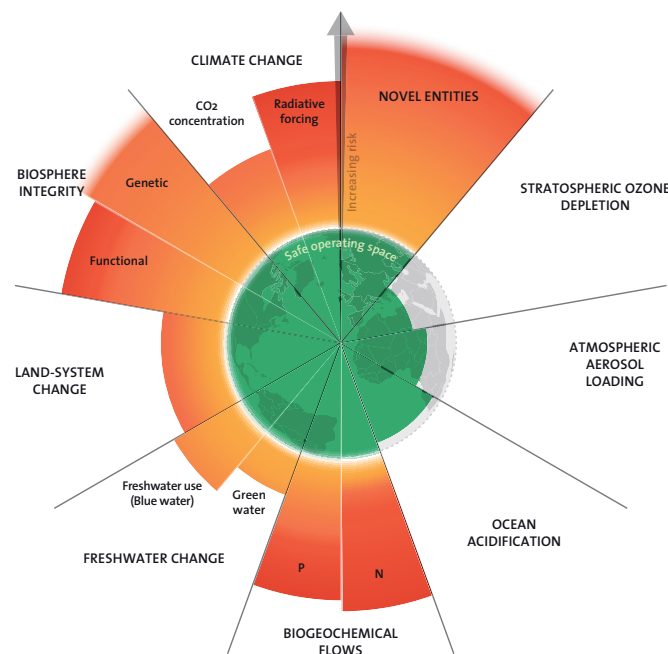 CLIMATE CHANGE
CO2
concentration
Radiative
forcing
NOVEL ENTITIES
Increasing risk
BIOSPHERE
INTEGRITY
Genetic
Functional
STRATOSPHERIC OZONE
DEPLETION
Safe operating space
LAND-SYSTEM
CHANGE
ATMOSPHERIC
AEROSOL
LOADING
Freshwater use
(Blue water)
Green
water
FRESHWATER CHANGE
OCEAN
ACIDIFICATION
P
N
BIOGEOCHEMICAL
FLOWS